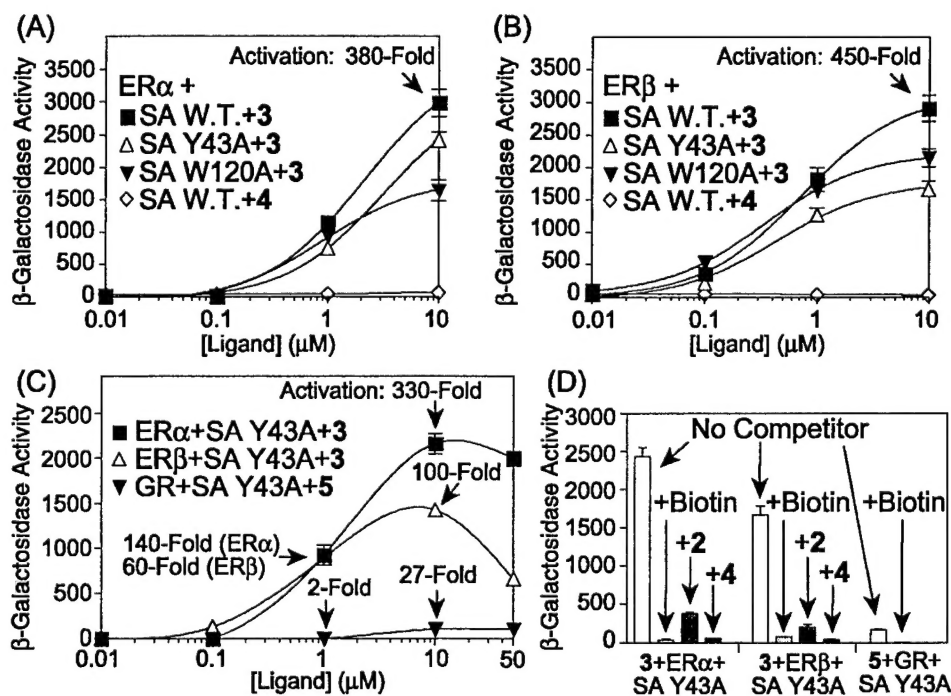 (A)
Activation: 380-Fold
β-Galactosidase Activity
3500
3000
2500
2000
1500
1000
500
0
ERα +
■ SA W.T.+3
△ SA Y43A+3
▼ SA W120A+3
◇ SA W.T.+4
0.01 0.1 1 10
[Ligand] (μM)
(B)
Activation: 450-Fold
β-Galactosidase Activity
3500
3000
2500
2000
1500
1000
500
0
ERβ +
■ SA W.T.+3
△ SA Y43A+3
▼ SA W120A+3
◇ SA W.T.+4
0.01 0.1 1 10
[Ligand] (μM)
(C)
Activation: 330-Fold
β-Galactosidase Activity
2500
2000
1500
1000
500
0
■ ERα+SA Y43A+3
△ ERβ+SA Y43A+3
▼ GR+SA Y43A+5
100-Fold
140-Fold (ERα)
60-Fold (ERβ)
2-Fold
27-Fold
0.01 0.1 1 10 50
[Ligand] (μM)
(D)
β-Galactosidase Activity
3000
2500
2000
1500
1000
500
0
No Competitor
+Biotin +Biotin +Biotin
+2 +2
+4 +4
3+ERα+
SA Y43A
3+ERβ+
SA Y43A
5+GR+
SA Y43A